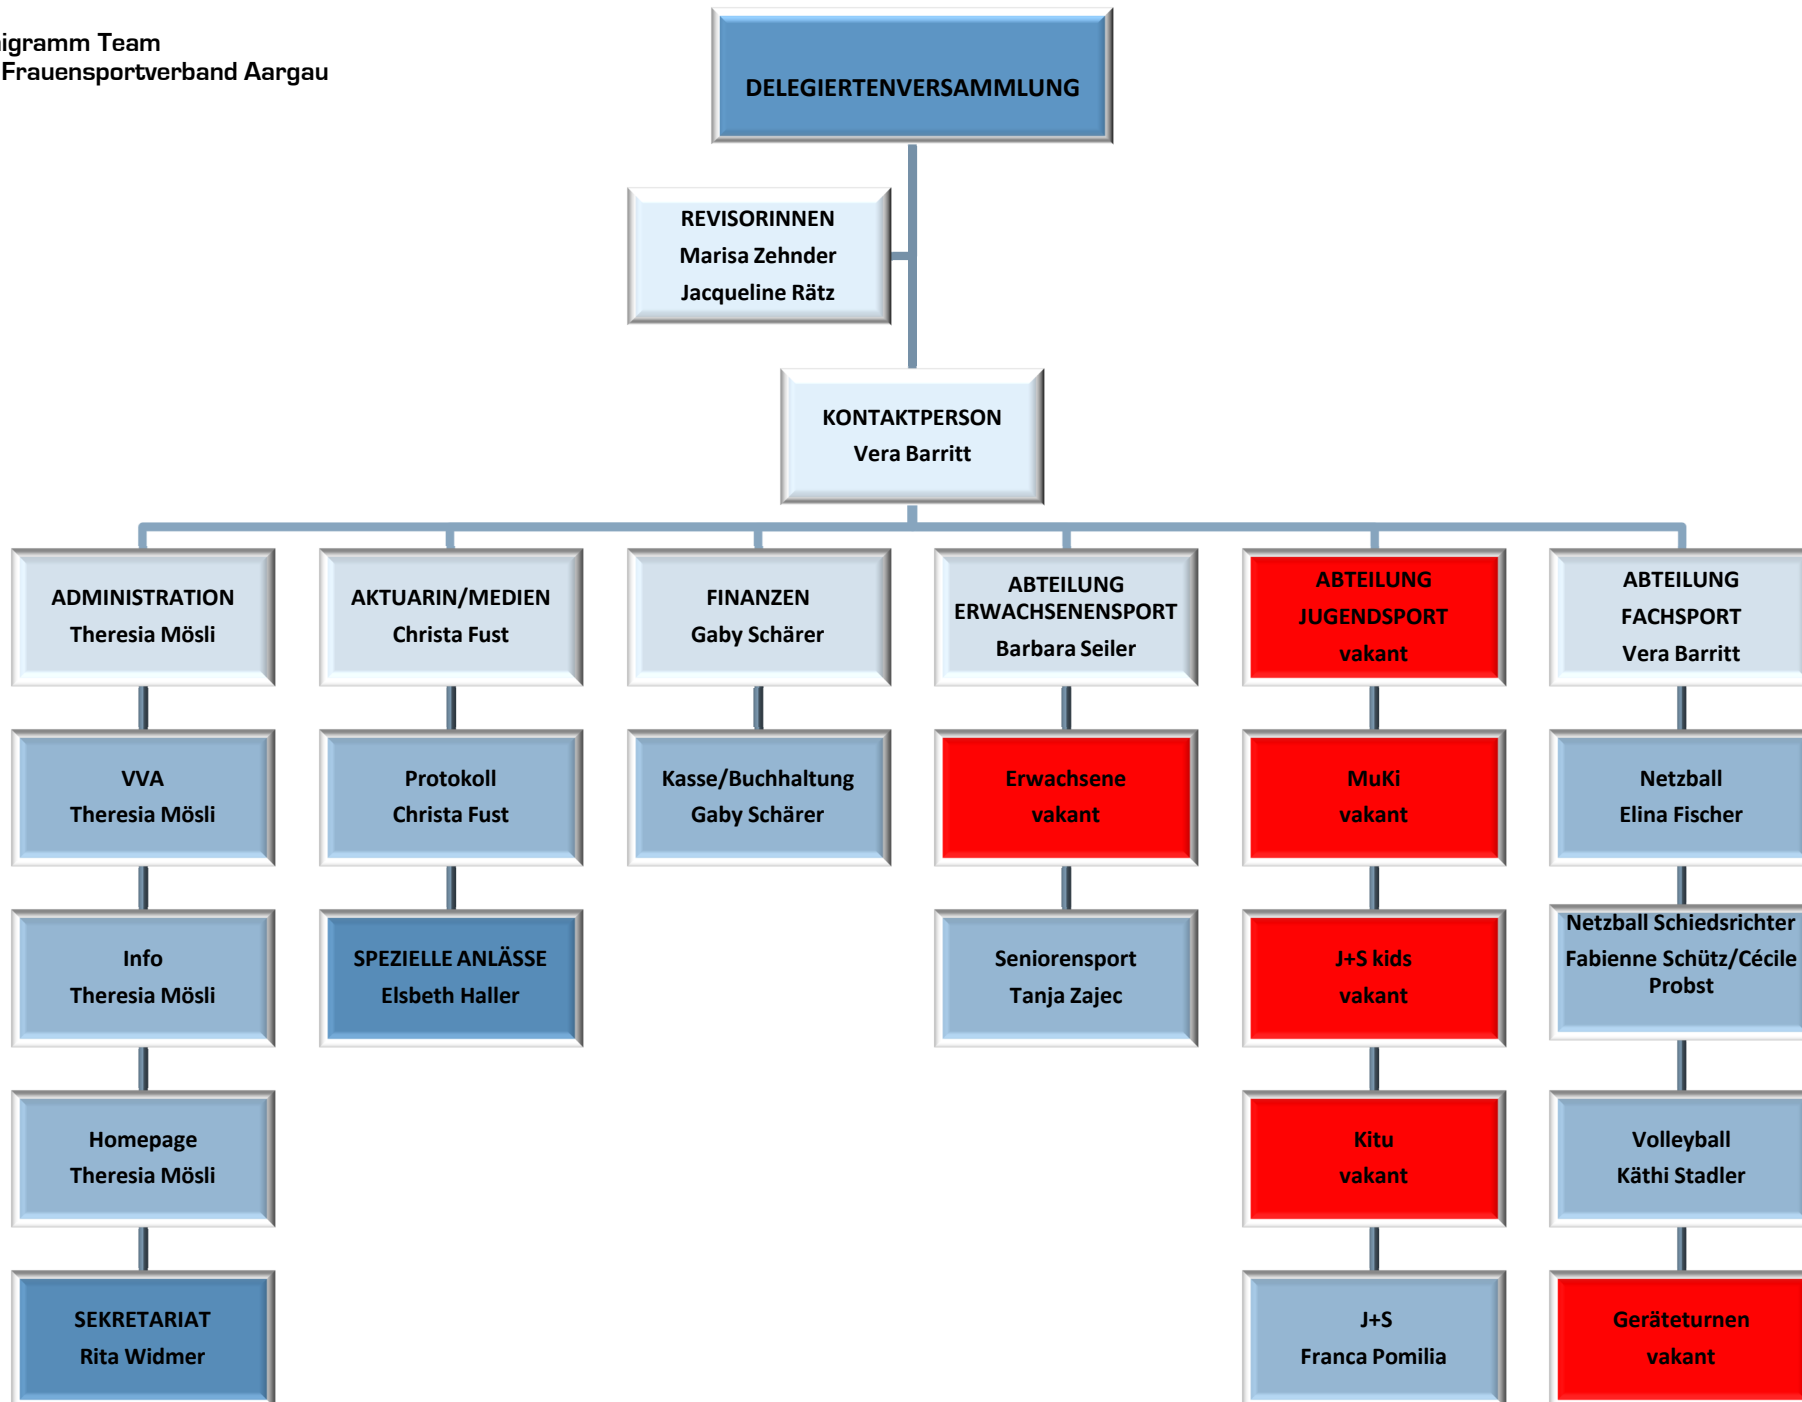 igramm Team
Frauensportverband Aargau
DELEGIERTENVERSAMMLUNG
REVISORINNEN
Marisa Zehnder
Jacqueline Rätz
KONTAKTPERSON
Vera Barritt
ADMINISTRATION
Theresia Mösli
AKTUARIN/MEDIEN
Christa Fust
FINANZEN
Gaby Schärer
ABTEILUNG
ERWACHSENENSPORT
Barbara Seiler
ABTEILUNG
JUGENDSPORT
vakant
ABTEILUNG
FACHSPORT
Vera Barritt
VVA
Theresia Mösli
Protokoll
Christa Fust
Kasse/Buchhaltung
Gaby Schärer
Erwachsene
vakant
MuKi
vakant
Netzball
Elina Fischer
Info
Theresia Mösli
SPEZIELLE ANLÄSSE
Elsbeth Haller
Seniorensport
Tanja Zajec
J+S kids
vakant
Netzball Schiedsrichter
Fabienne Schütz/Cécile
Probst
Homepage
Theresia Mösli
Kitu
vakant
Volleyball
Käthi Stadler
SEKRETARIAT
Rita Widmer
J+S
Franca Pomilia
Geräteturnen
vakant